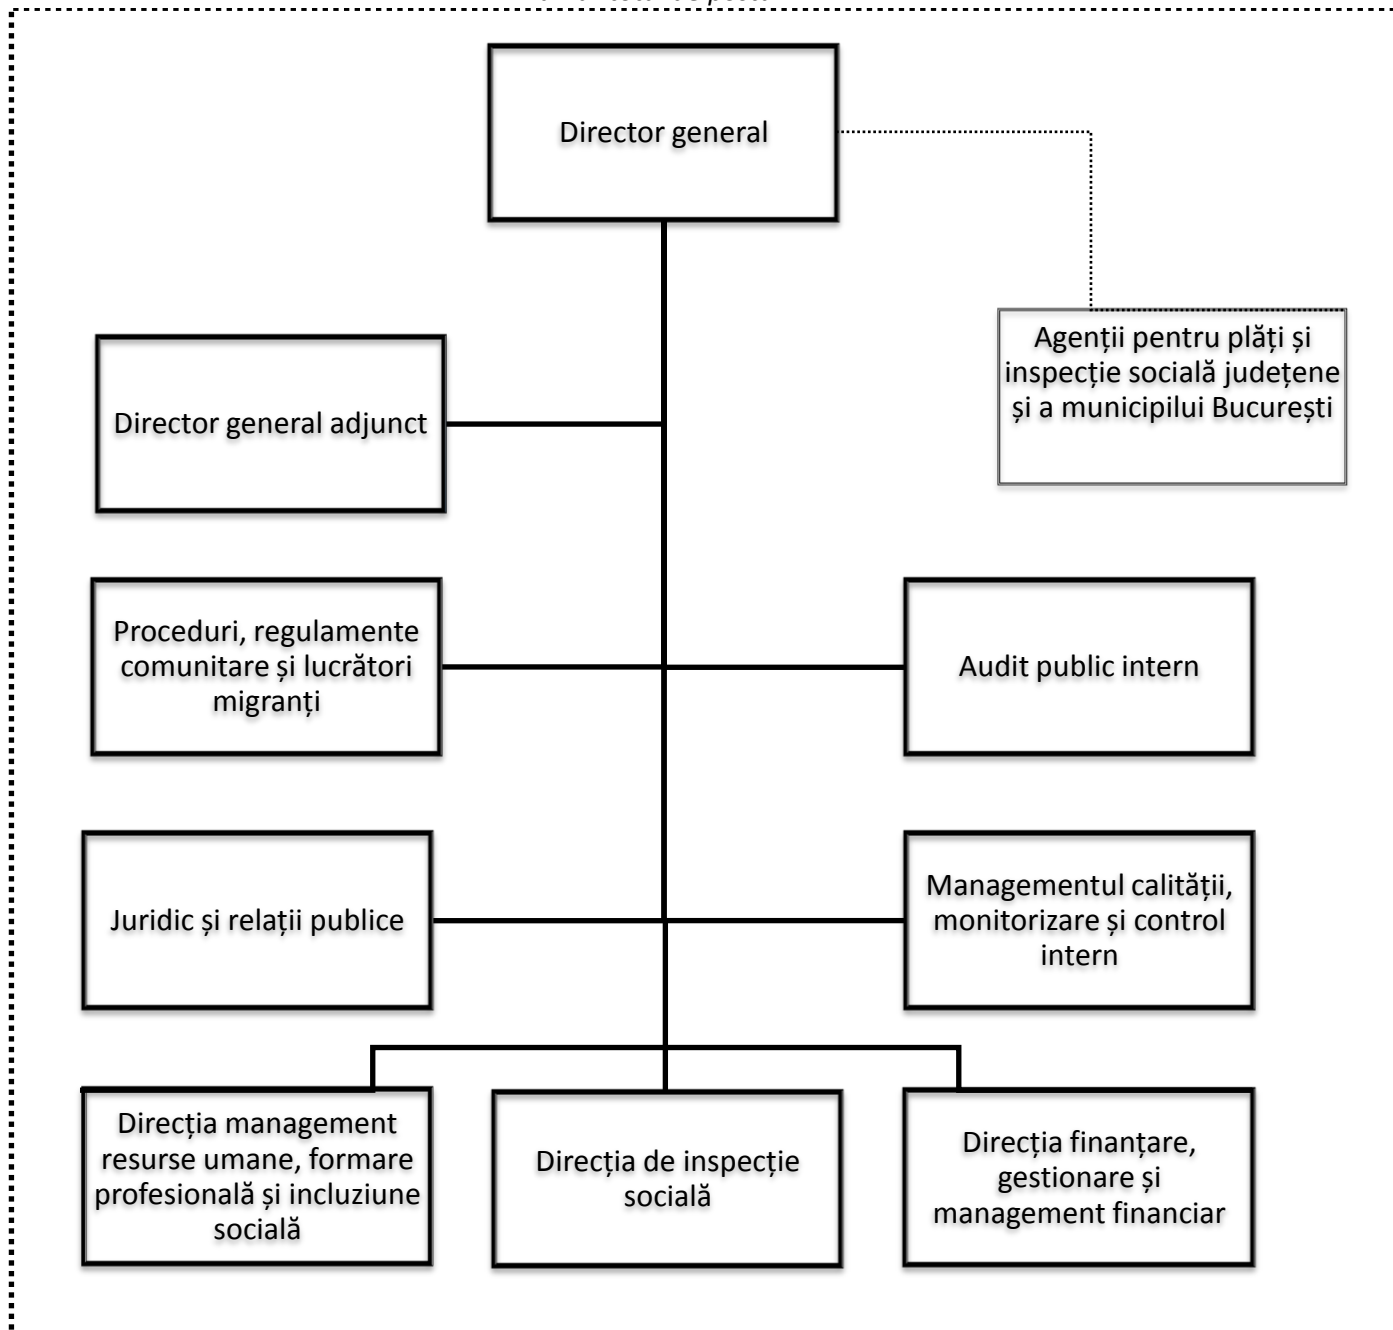 Director general
Agenții pentru plăți și
inspecție socială județene
și a municipilui București
Director general adjunct
Proceduri, regulamente
comunitare și lucrători
migranți
Audit public intern
Juridic și relații publice
Managementul calității,
monitorizare și control
intern
Direcția management
resurse umane, formare
profesională și incluziune
socială
Direcția de inspecție
socială
Direcția finanțare,
gestionare și
management financiar